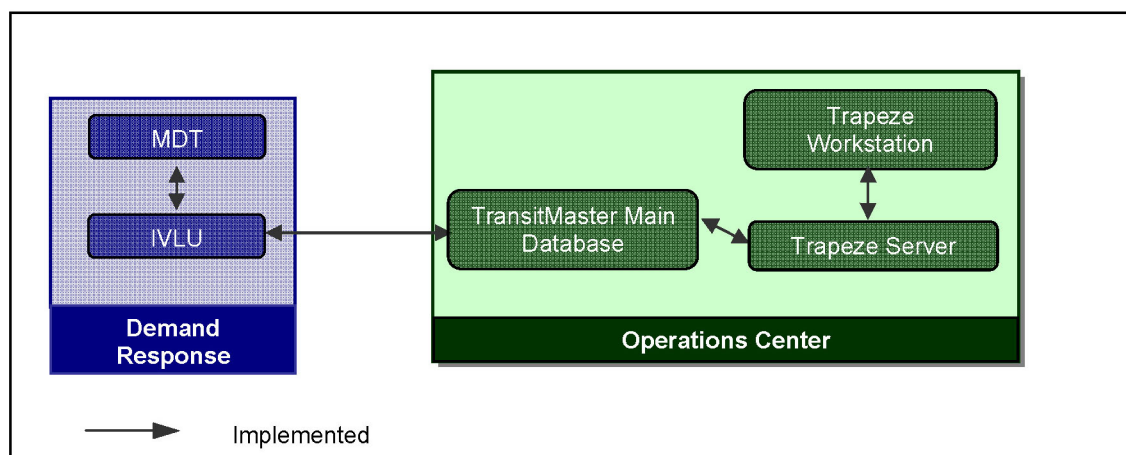 MDT
IVLU
Demand
Response
TransitMaster Main
Database
Trapeze
Workstation
Trapeze Server
Operations Center
Implemented